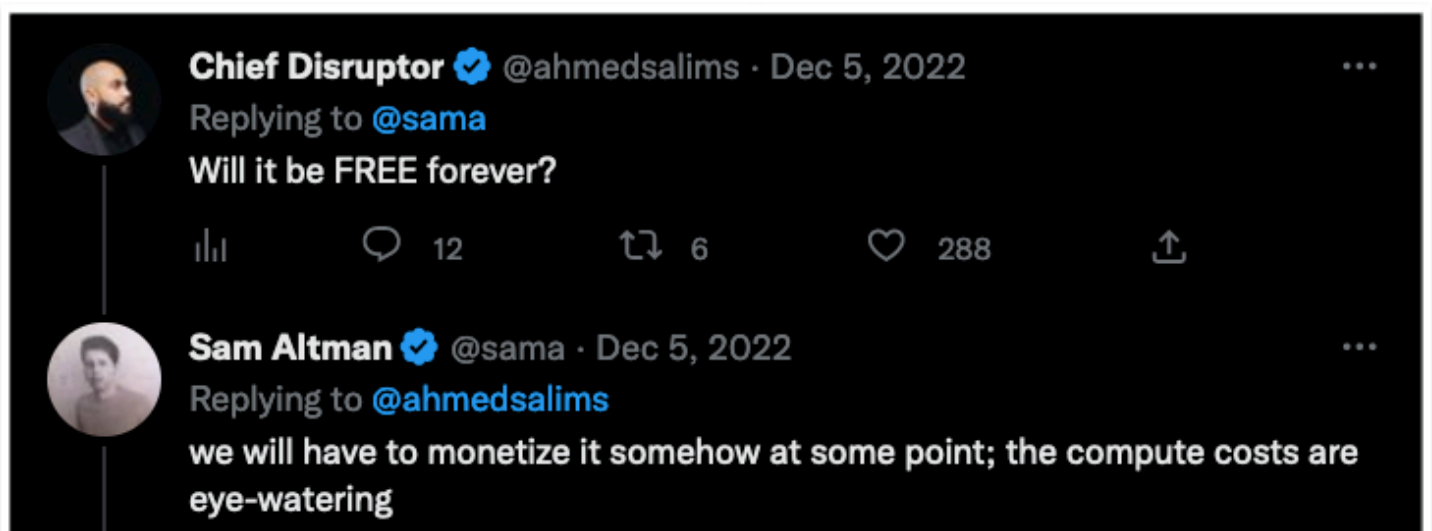 Chief Disruptor @ahmedsalims · Dec 5, 2022
Replying to @sama
Will it be FREE forever?
12 6 288
Sam Altman @sama · Dec 5, 2022
Replying to @ahmedsalims
we will have to monetize it somehow at some point; the compute costs are
eye-watering